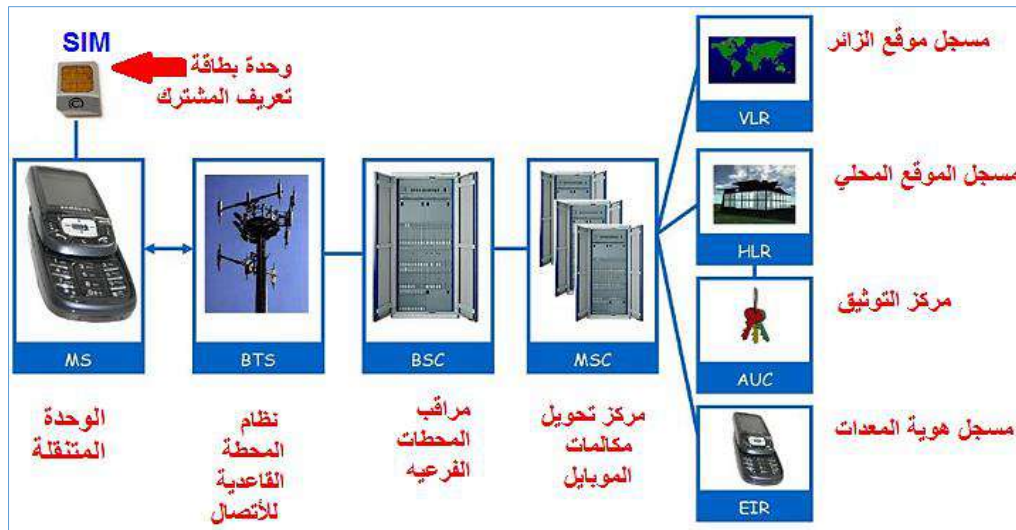 SIM
وحدة بطاقة
تعريف المشترك
MS
BTS
BSC
MSC
VLR
مسجل موقع الزائر
HLR
مسجل الموقع المحلي
AUC
مركز التوثيق
EIR
مسجل هوية المعدات
الوحدة
المتنقلة
نظام
المحطة
القاعدية
للأتصال
مراقب
المحطات
الفرعيه
مركز تحويل
مكالمات
الموبايل